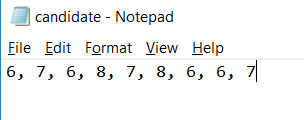 candidate - Notepad
File Edit Format View Help
6, 7, 6, 8, 7, 8, 6, 6, 7